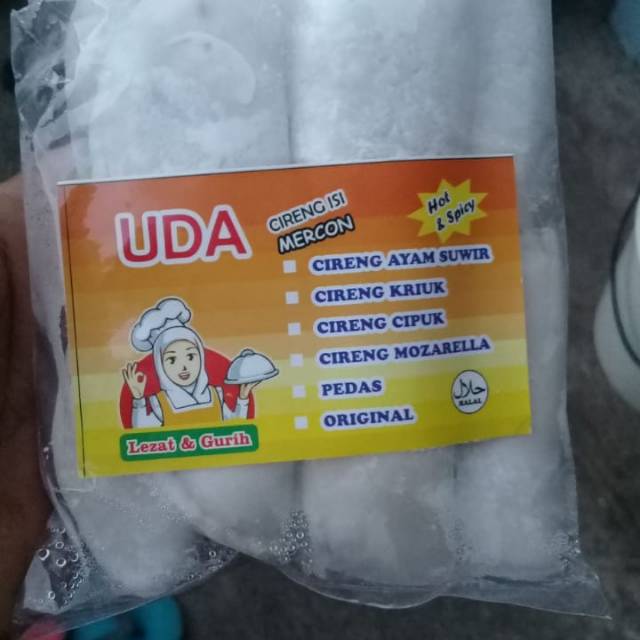 UDA
CIRENG ISI
MERCON
Hot
& Spicy
CIRENG AYAM SUWIR
CIRENG KRIUK
CIRENG CIPUK
CIRENG MOZARELLA
PEDAS
ORIGINAL
Lezat & Gurih
حلال
HALAL